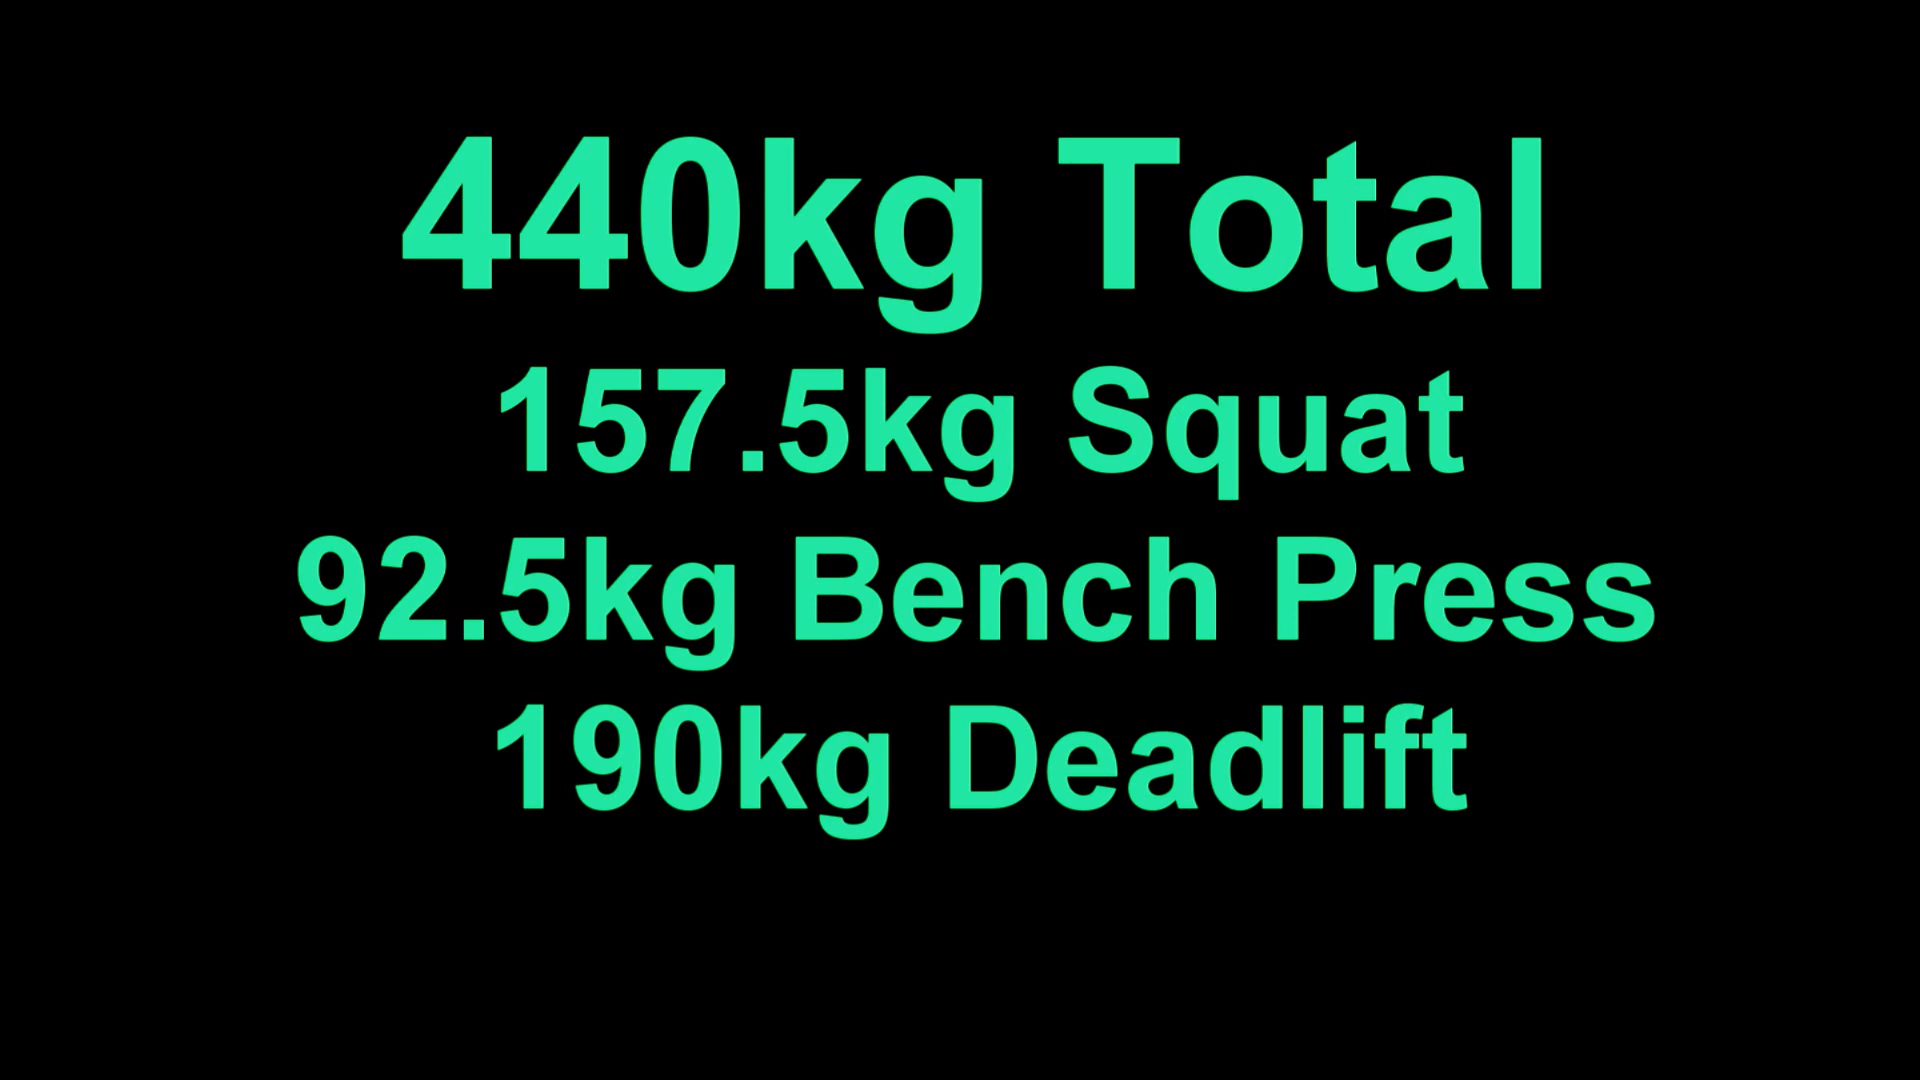 440kg Total
157.5kg Squat
92.5kg Bench Press
190kg Deadlift